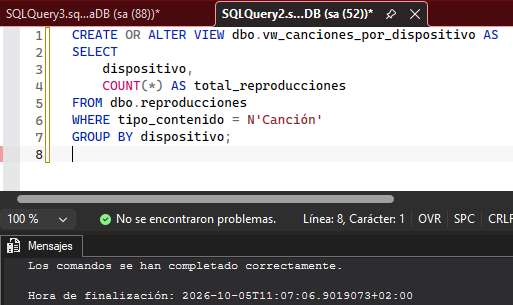 SQLQuery3.sq...aDB (sa (88))*
SQLQuery2.s...DB (sa (52))*
1 CREATE OR ALTER VIEW dbo.vw_canciones_por_dispositivo AS
2 SELECT
3 dispositivo,
4 COUNT(*) AS total_reproducciones
5 FROM dbo.reproducciones
6 WHERE tipo_contenido = N'Canción'
7 GROUP BY dispositivo;
8
100 % No se encontraron problemas. Línea: 8, Carácter: 1 OVR SPC CRLF
Mensajes
Los comandos se han completado correctamente.
Hora de finalización: 2026-10-05T11:07:06.9019073+02:00